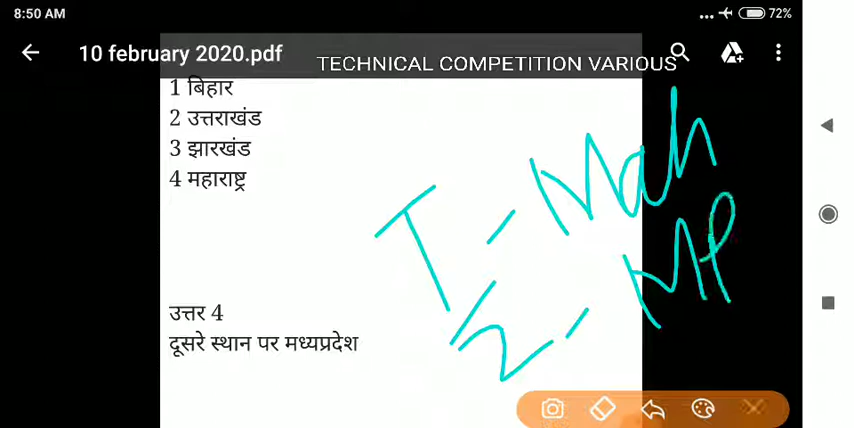 8:50 AM
72%
10 february 2020.pdf
TECHNICAL COMPETITION VARIOUS
1 बिहार
2 उत्तराखंड
3 झारखंड
4 महाराष्ट्र
I - Mah
- MP
उत्तर 4
दूसरे स्थान पर मध्यप्रदेश